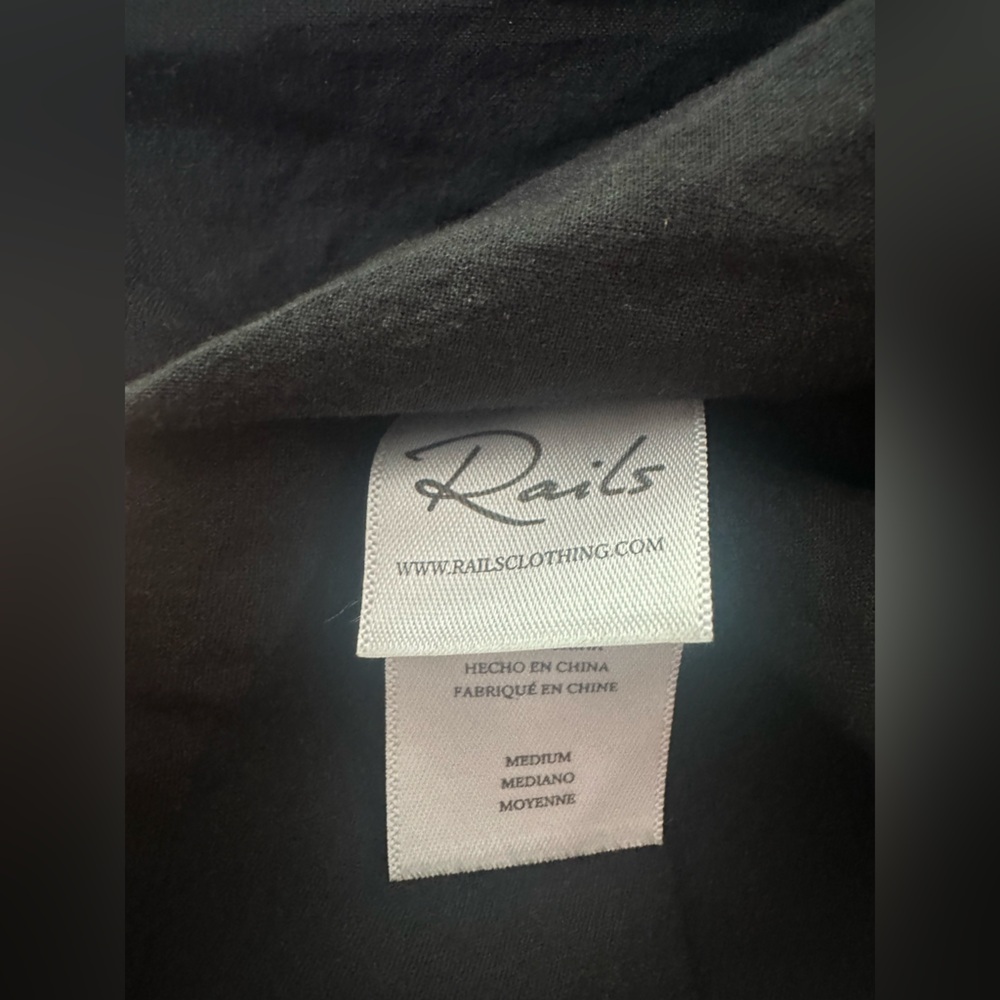 Rails
WWW.RAILSCLOTHING.COM
HECHO EN CHINA
FABRIQUÉ EN CHINE
MEDIUM
MEDIANO
MOYENNE